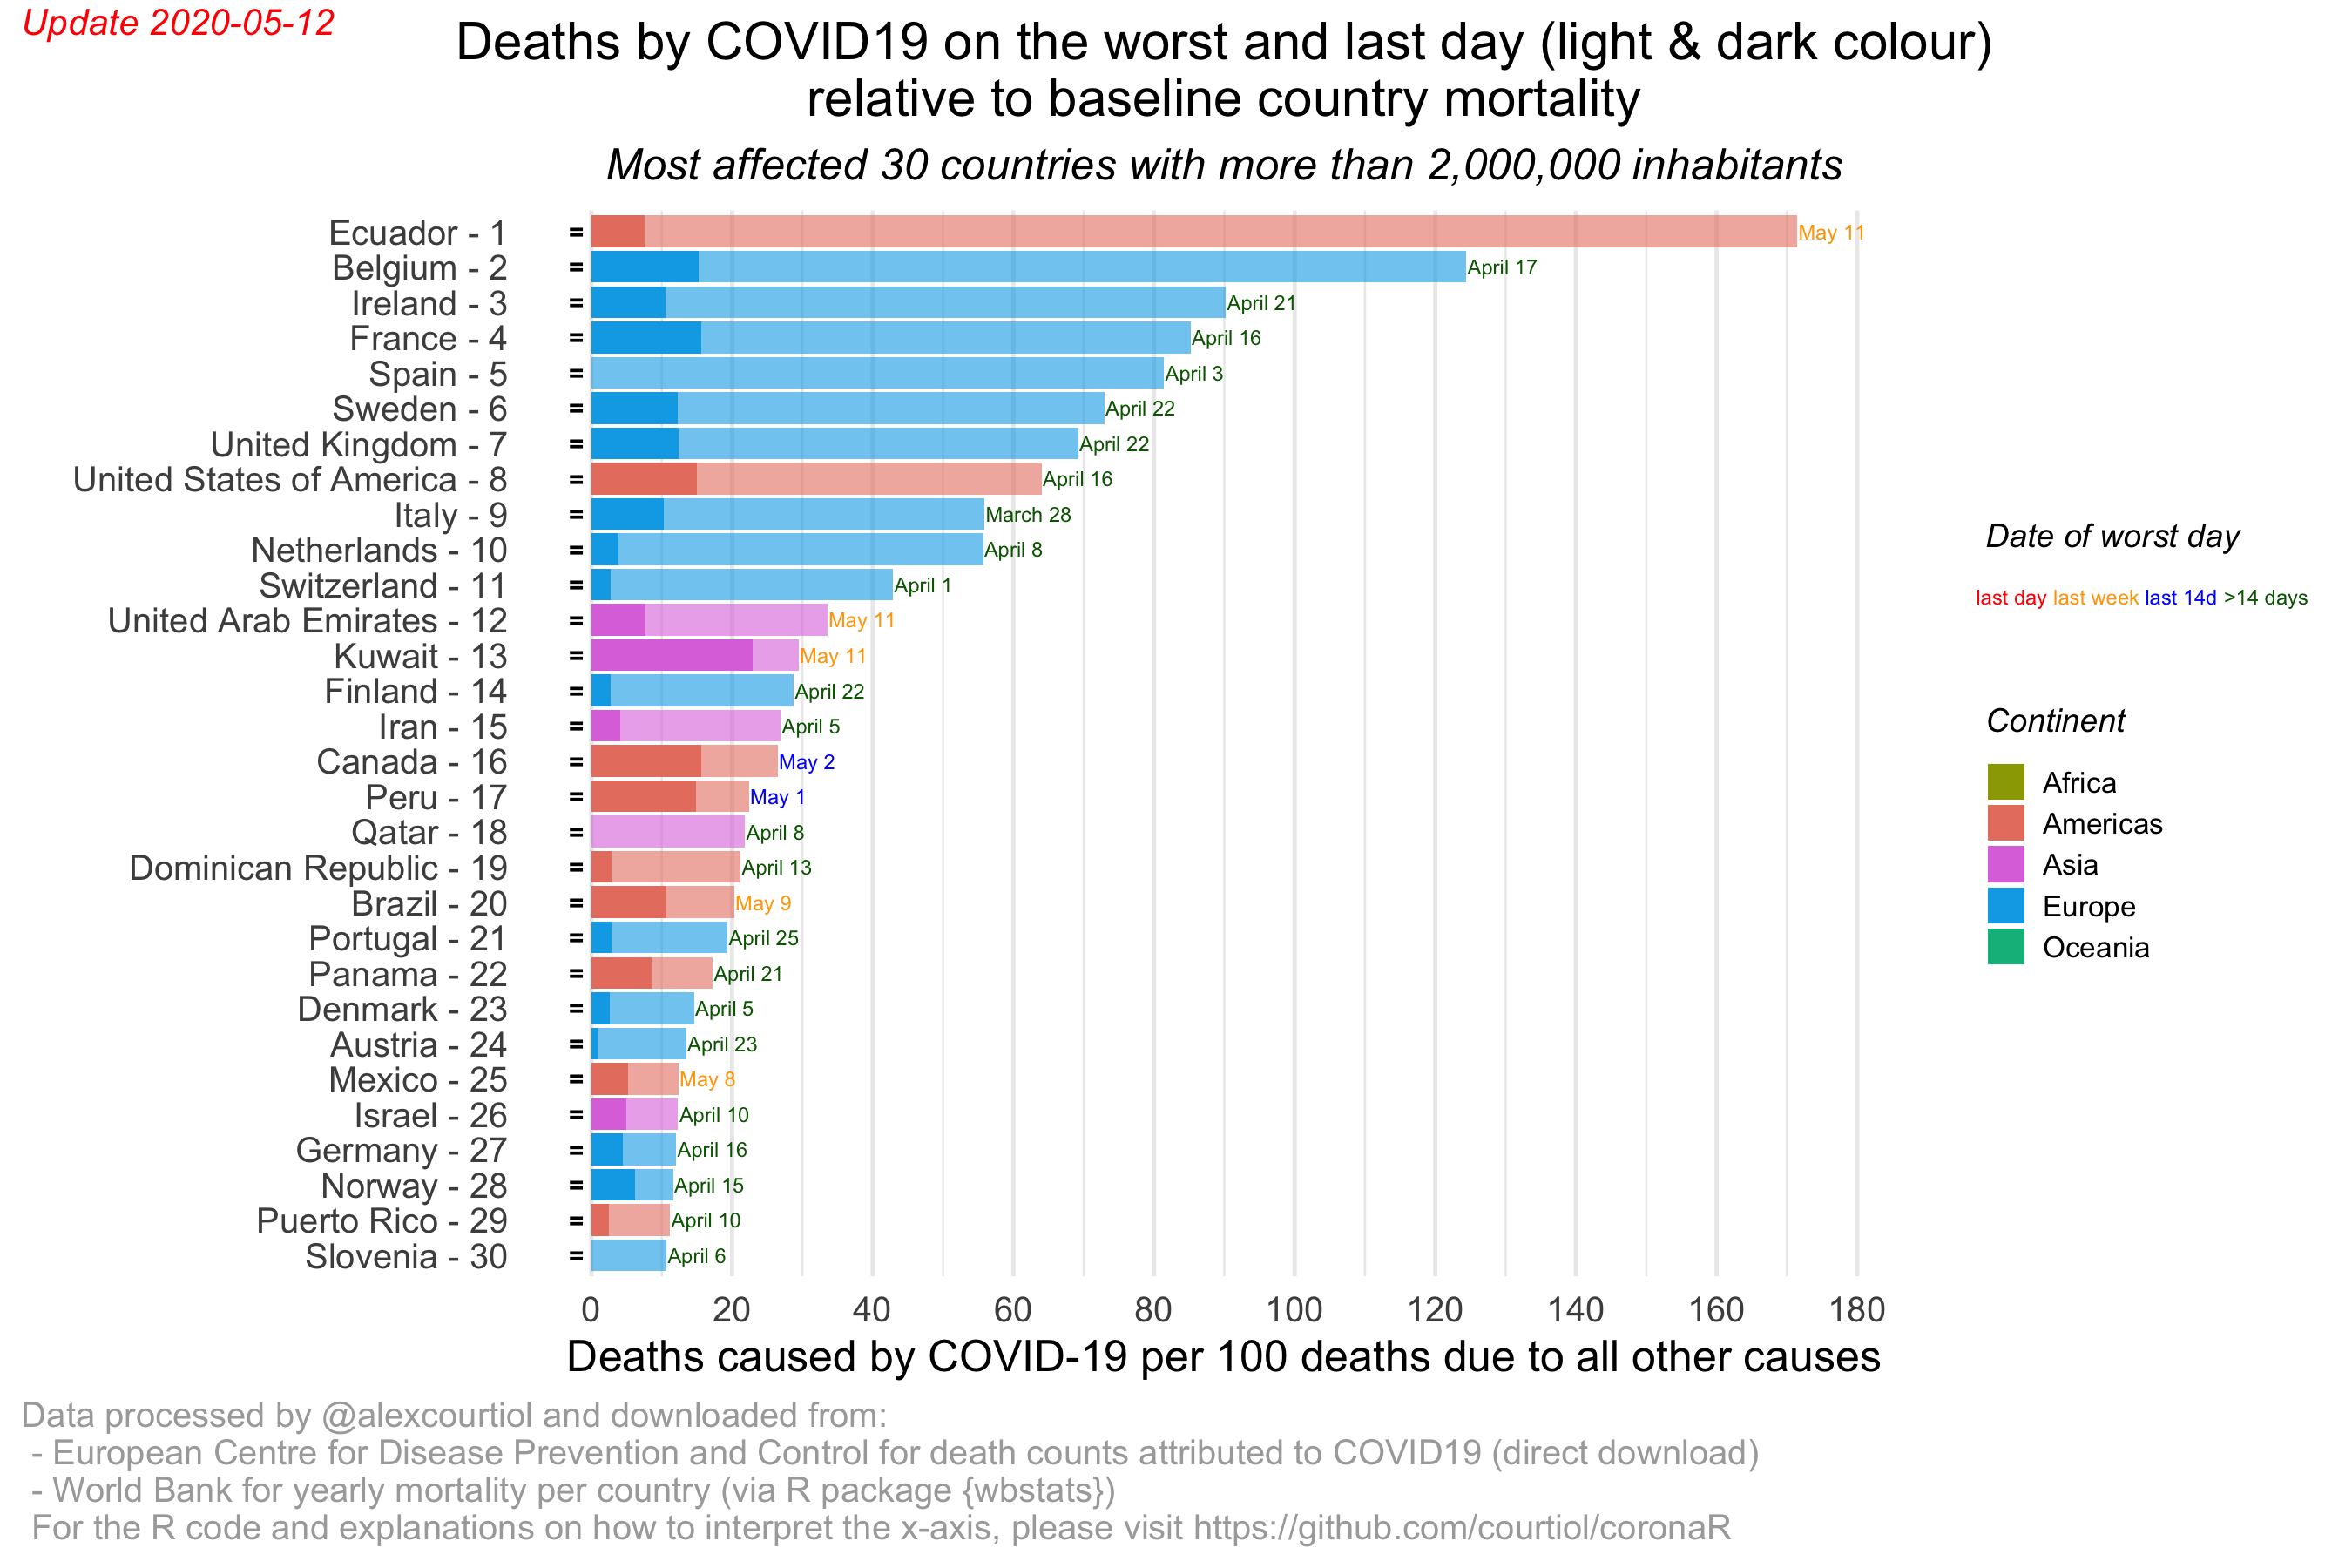 Update 2020-05-12
Deaths by COVID19 on the worst and last day (light & dark colour)
relative to baseline country mortality
Most affected 30 countries with more than 2,000,000 inhabitants
Ecuador - 1 = May 11
Belgium - 2 = April 17
Ireland - 3 = April 21
France - 4 = April 16
Spain - 5 = April 3
Sweden - 6 = April 22
United Kingdom - 7 = April 22
United States of America - 8 = April 16
Italy - 9 = March 28
Netherlands - 10 = April 8
Switzerland - 11 = April 1
United Arab Emirates - 12 = May 11
Kuwait - 13 = May 11
Finland - 14 = April 22
Iran - 15 = April 5
Canada - 16 = May 2
Peru - 17 = May 1
Qatar - 18 = April 8
Dominican Republic - 19 = April 13
Brazil - 20 = May 9
Portugal - 21 = April 25
Panama - 22 = April 21
Denmark - 23 = April 5
Austria - 24 = April 23
Mexico - 25 = May 8
Israel - 26 = April 10
Germany - 27 = April 16
Norway - 28 = April 15
Puerto Rico - 29 = April 10
Slovenia - 30 = April 6
0 20 40 60 80 100 120 140 160 180
Deaths caused by COVID-19 per 100 deaths due to all other causes
Date of worst day
last day last week last 14d >14 days
Continent
Africa
Americas
Asia
Europe
Oceania
Data processed by @alexcourtiol and downloaded from:
- European Centre for Disease Prevention and Control for death counts attributed to COVID19 (direct download)
- World Bank for yearly mortality per country (via R package {wbstats})
For the R code and explanations on how to interpret the x-axis, please visit https://github.com/courtiol/coronaR